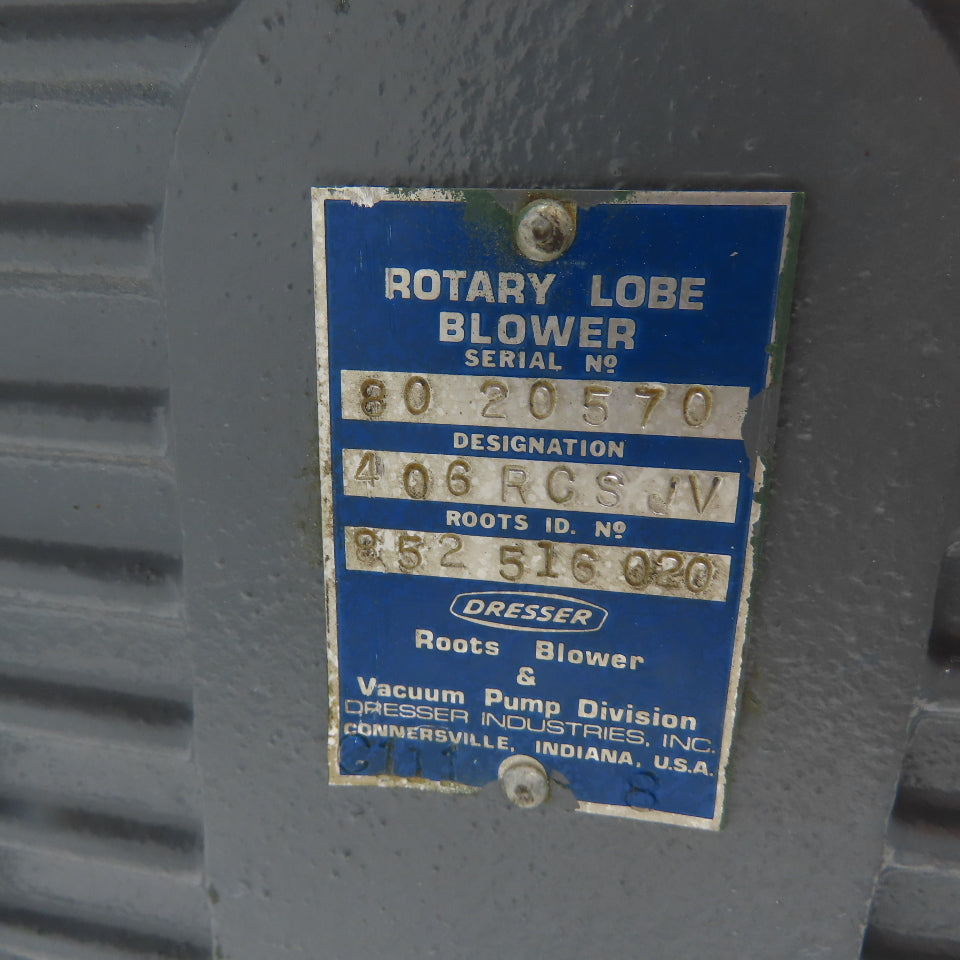 ROTARY LOBE
BLOWER
SERIAL Nº
80 20570
DESIGNATION
406 RCS JV
ROOTS ID. Nº
852 516 020
DRESSER
Roots Blower
&
Vacuum Pump Division
DRESSER INDUSTRIES, INC.
CONNERSVILLE, INDIANA, U.S.A.
8